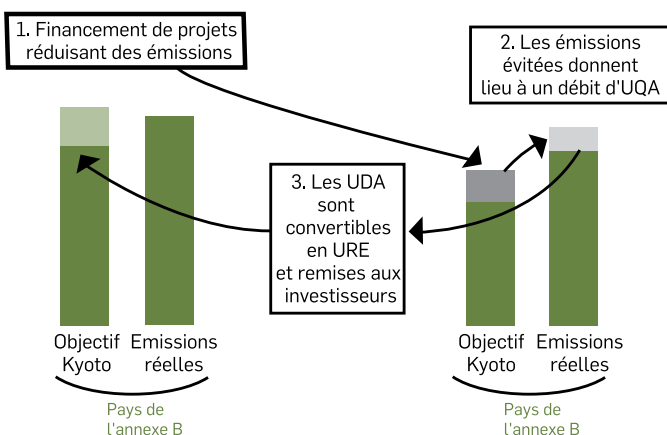 1. Financement de projets
réduisant des émissions
2. Les émissions
évitées donnent
lieu à un débit d'UQA
3. Les UDA
sont
convertibles
en URE
et remises aux
investisseurs
Objectif
Kyoto
Emissions
réelles
Pays de
l'annexe B
Objectif
Kyoto
Emissions
réelles
Pays de
l'annexe B